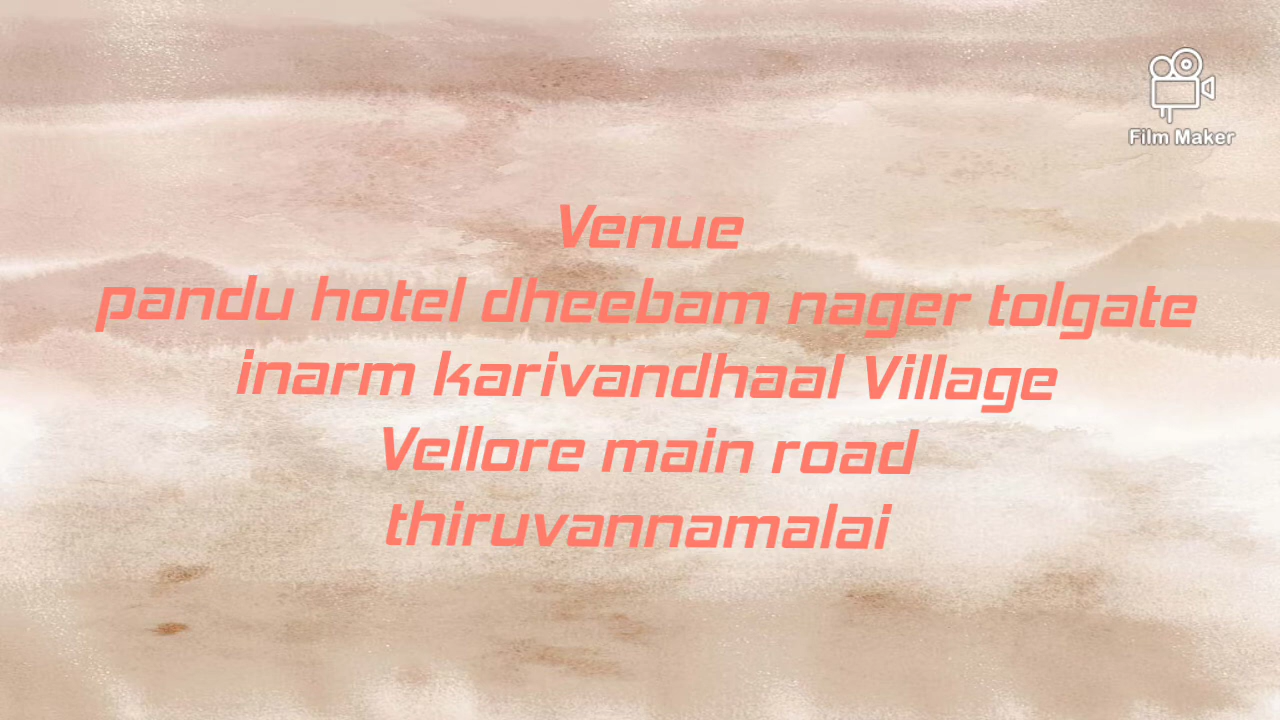 Film Maker
Venue
pandu hotel dheebam nager tolgate
inarm karivandhaal Village
Vellore main road
thiruvannamalai